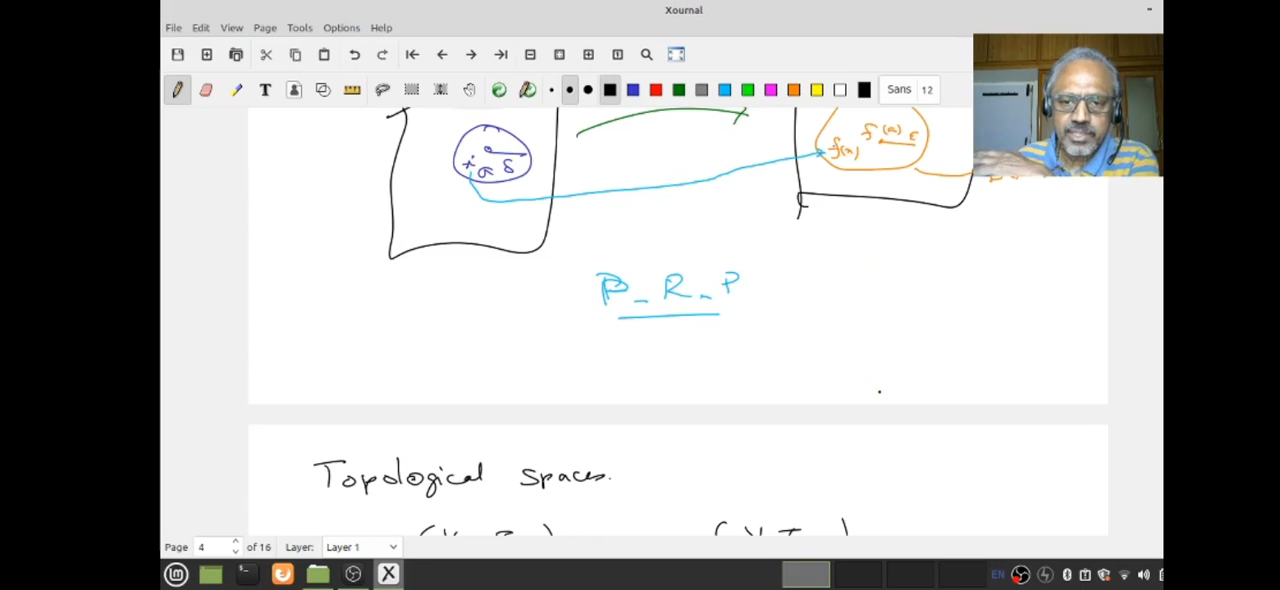 Xournal
File Edit View Page Tools Options Help
T Sans 12
a δ
f(x) f(a) ε
P - R - P
Topological spaces.
Page 4 of 16 Layer: Layer 1
EN